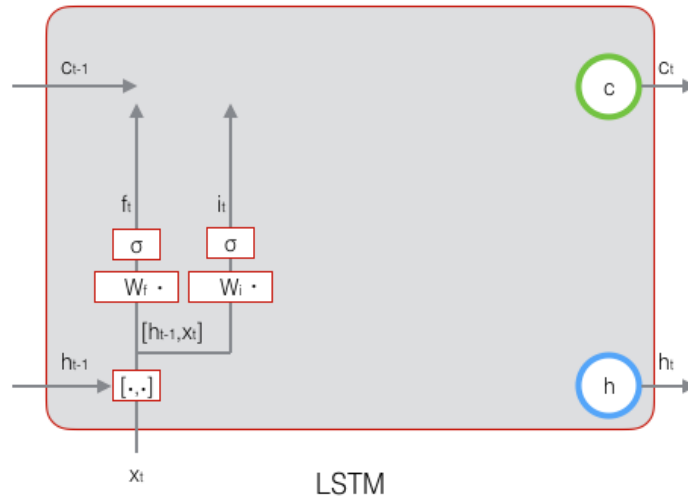 Ct-1
c
Ct
ft
it
σ
σ
Wf ·
Wi ·
[ht-1,xt]
ht-1
[·,·]
h
ht
xt
LSTM